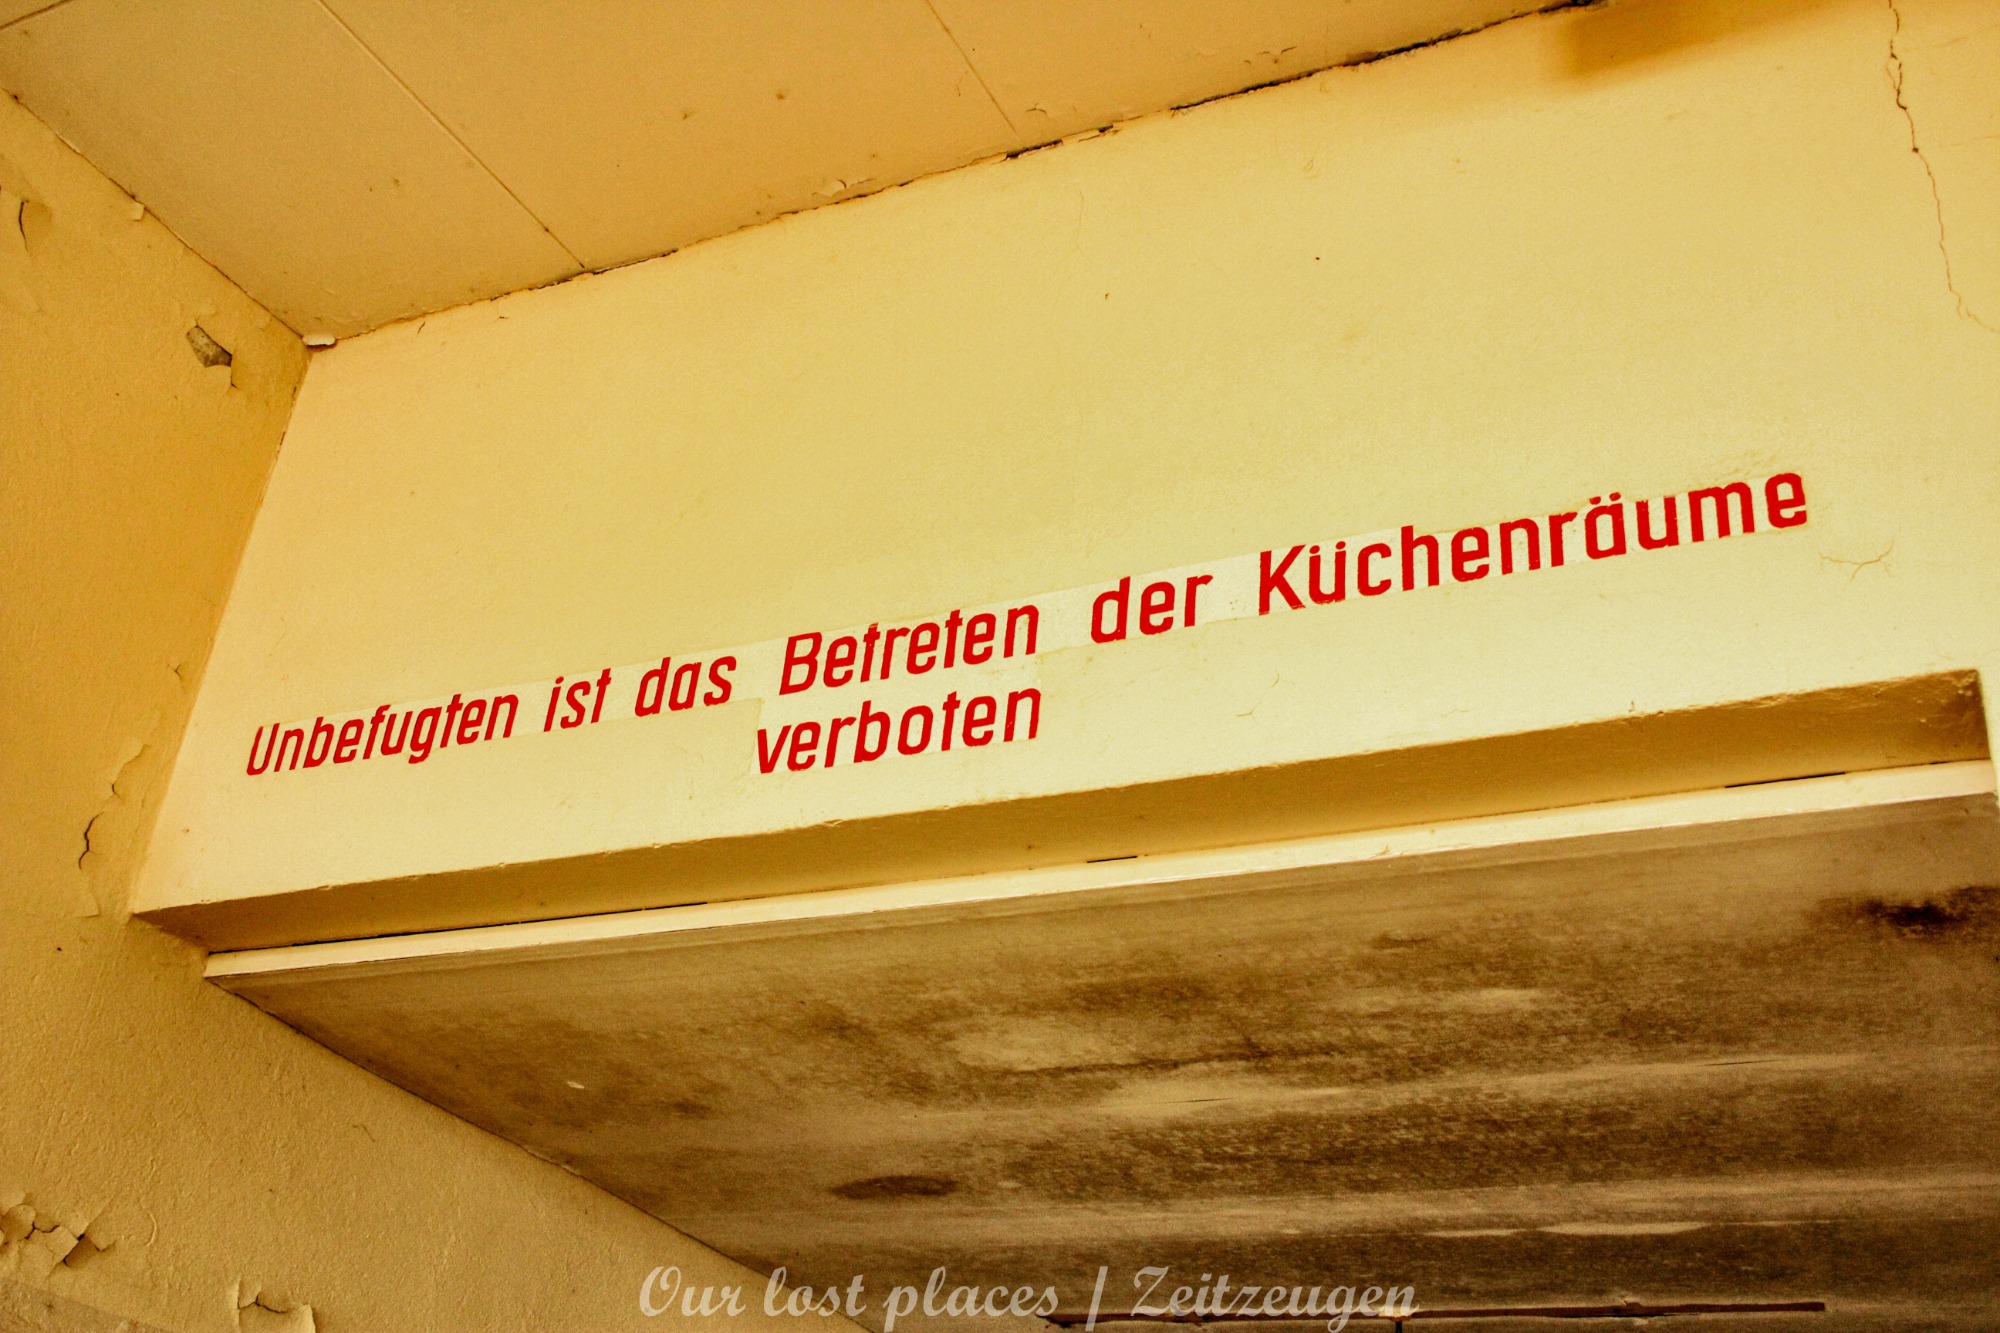 Unbefugten ist das Betreten der Küchenräume
verboten
Our lost places | Zeitzeugen